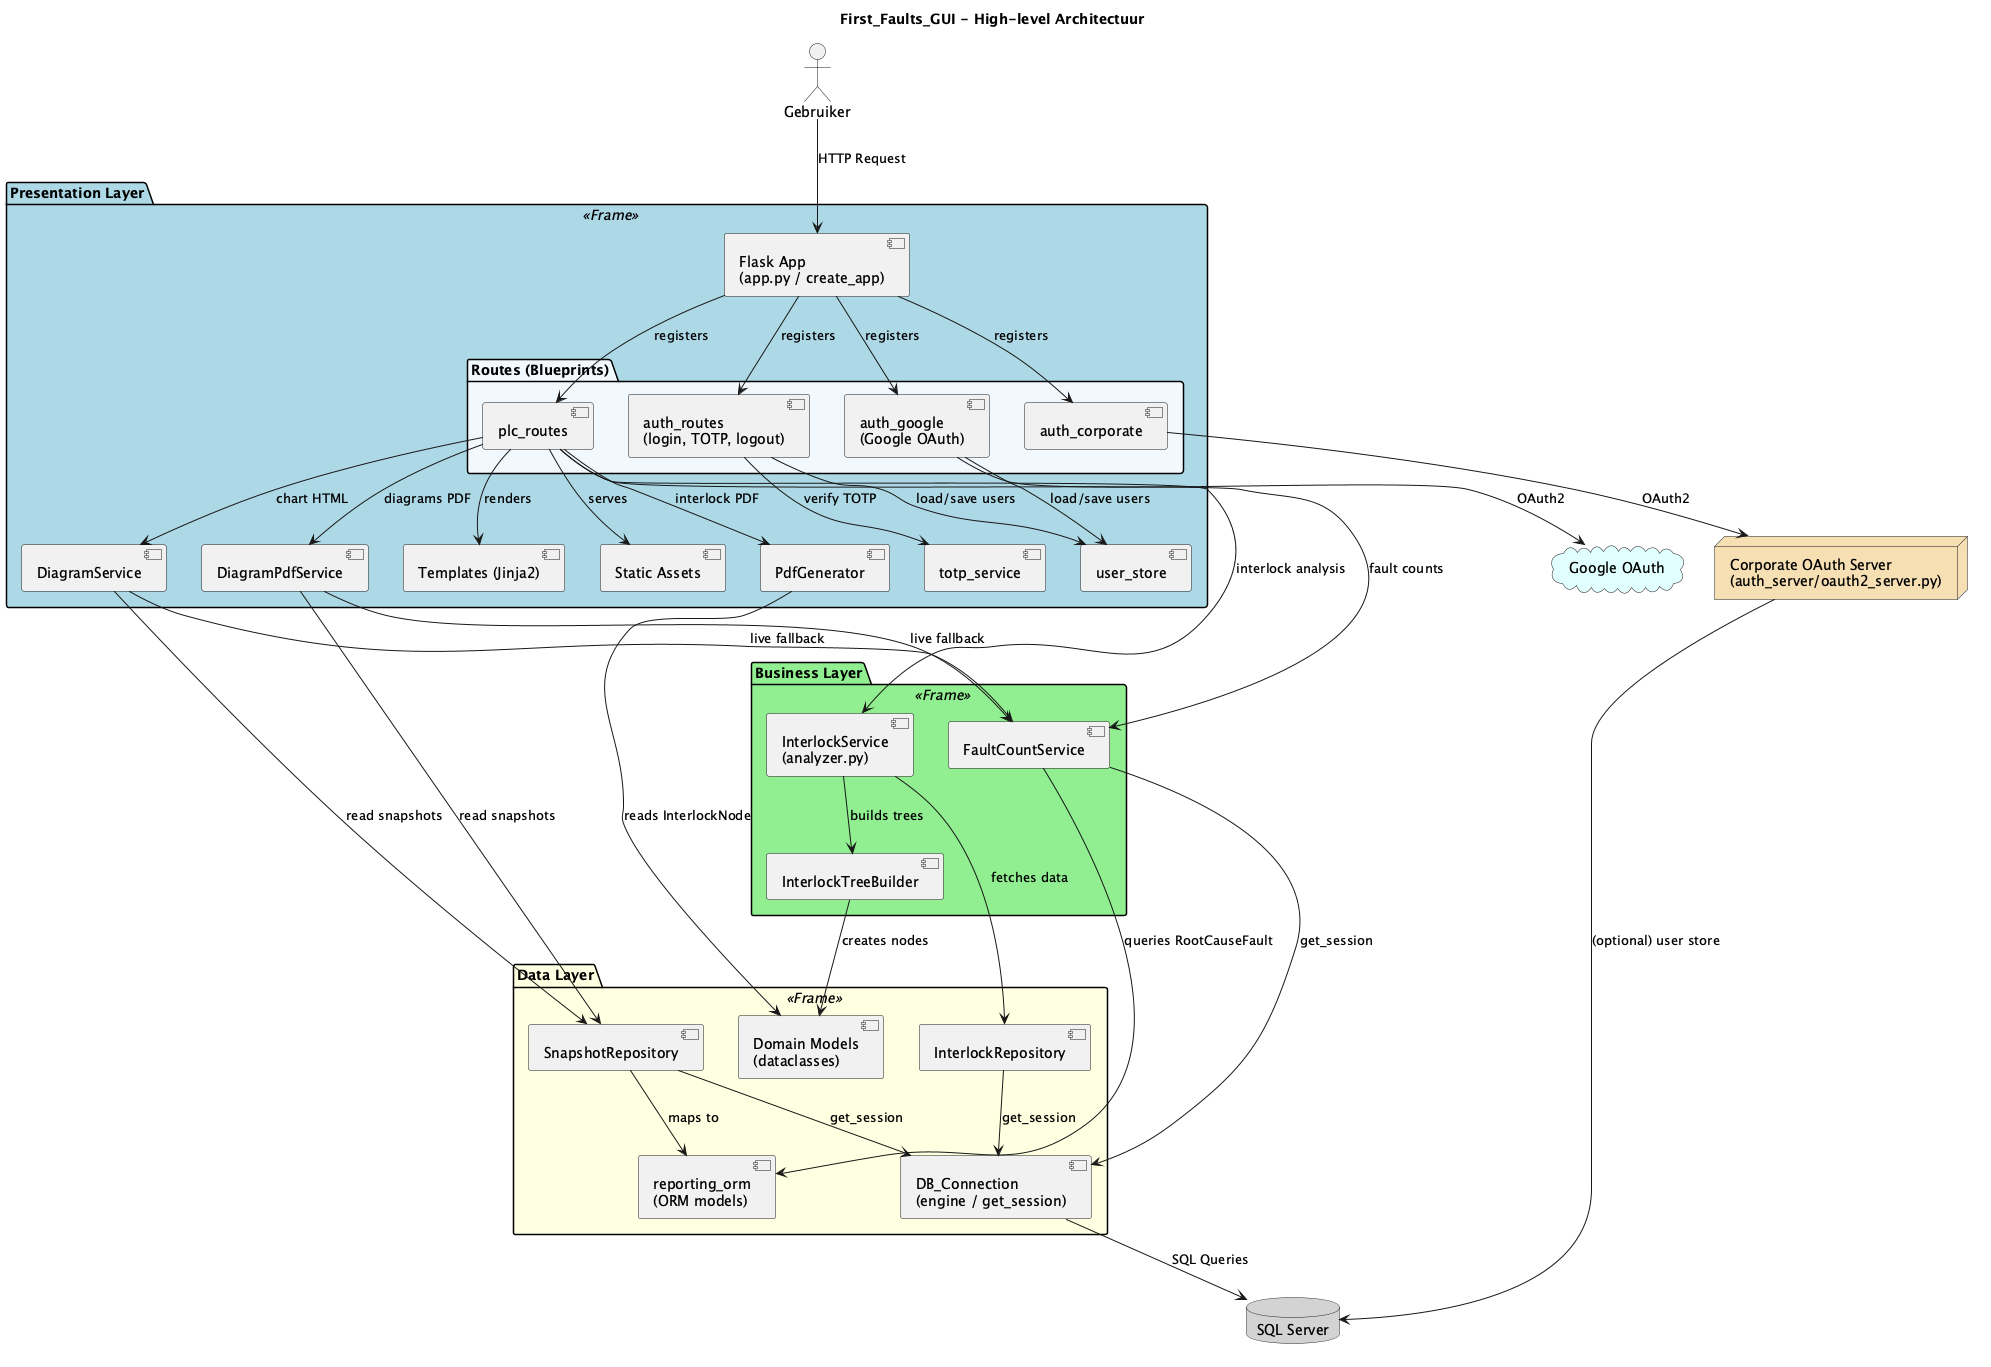 First_Faults_GUI - High-level Architectuur
Gebruiker
HTTP Request
Presentation Layer
«Frame»
Flask App
(app.py / create_app)
registers
registers
registers
registers
Routes (Blueprints)
plc_routes
auth_routes
(login, TOTP, logout)
auth_google
(Google OAuth)
auth_corporate
chart HTML
diagrams PDF
renders
serves
interlock PDF
verify TOTP
load/save users
load/save users
OAuth2
OAuth2
DiagramService
DiagramPdfService
Templates (Jinja2)
Static Assets
PdfGenerator
totp_service
user_store
interlock analysis
fault counts
Google OAuth
Corporate OAuth Server
(auth_server/oauth2_server.py)
live fallback
live fallback
Business Layer
«Frame»
InterlockService
(analyzer.py)
FaultCountService
read snapshots
read snapshots
reads InterlockNode
builds trees
InterlockTreeBuilder
fetches data
creates nodes
queries RootCauseFault
get_session
(optional) user store
Data Layer
«Frame»
SnapshotRepository
Domain Models
(dataclasses)
InterlockRepository
maps to
get_session
get_session
reporting_orm
(ORM models)
DB_Connection
(engine / get_session)
SQL Queries
SQL Server